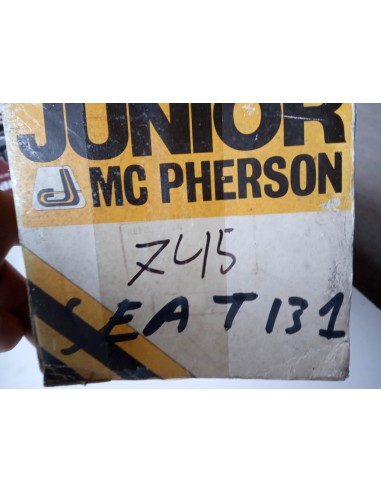 JUNIOR
MC PHERSON
745
SEAT 131